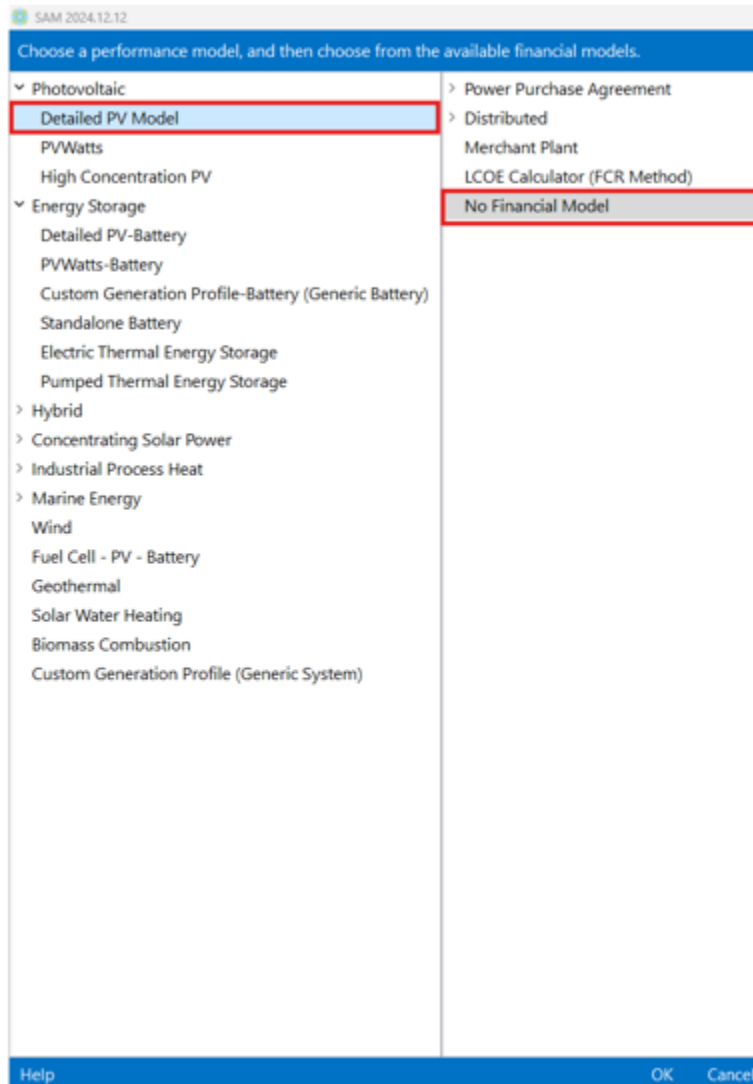 SAM 2024.12.12
Choose a performance model, and then choose from the available financial models.
Photovoltaic
Detailed PV Model
PVWatts
High Concentration PV
Energy Storage
Detailed PV-Battery
PVWatts-Battery
Custom Generation Profile-Battery (Generic Battery)
Standalone Battery
Electric Thermal Energy Storage
Pumped Thermal Energy Storage
Hybrid
Concentrating Solar Power
Industrial Process Heat
Marine Energy
Wind
Fuel Cell - PV - Battery
Geothermal
Solar Water Heating
Biomass Combustion
Custom Generation Profile (Generic System)
Power Purchase Agreement
Distributed
Merchant Plant
LCOE Calculator (FCR Method)
No Financial Model
Help OK Cancel